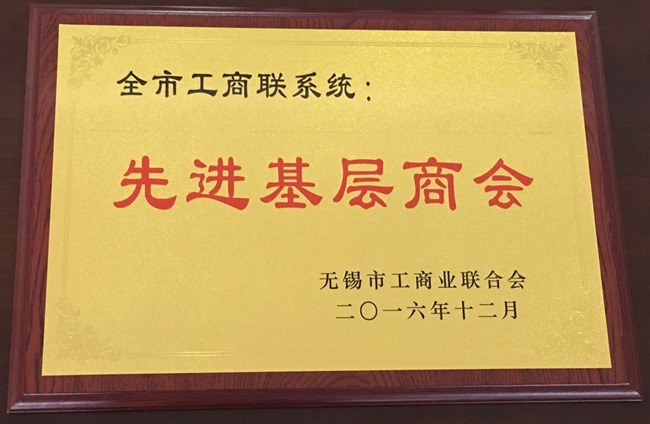 全市工商联系统：
先进基层商会
无锡市工商业联合会
二〇一六年十二月